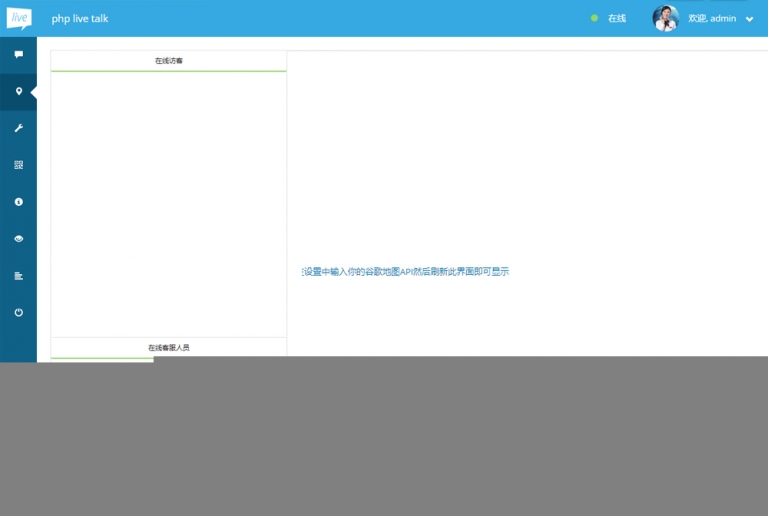 live
php live talk
在线
欢迎, admin
在线访客
设置中输入你的谷歌地图API然后刷新此界面即可显示
在线客服人员